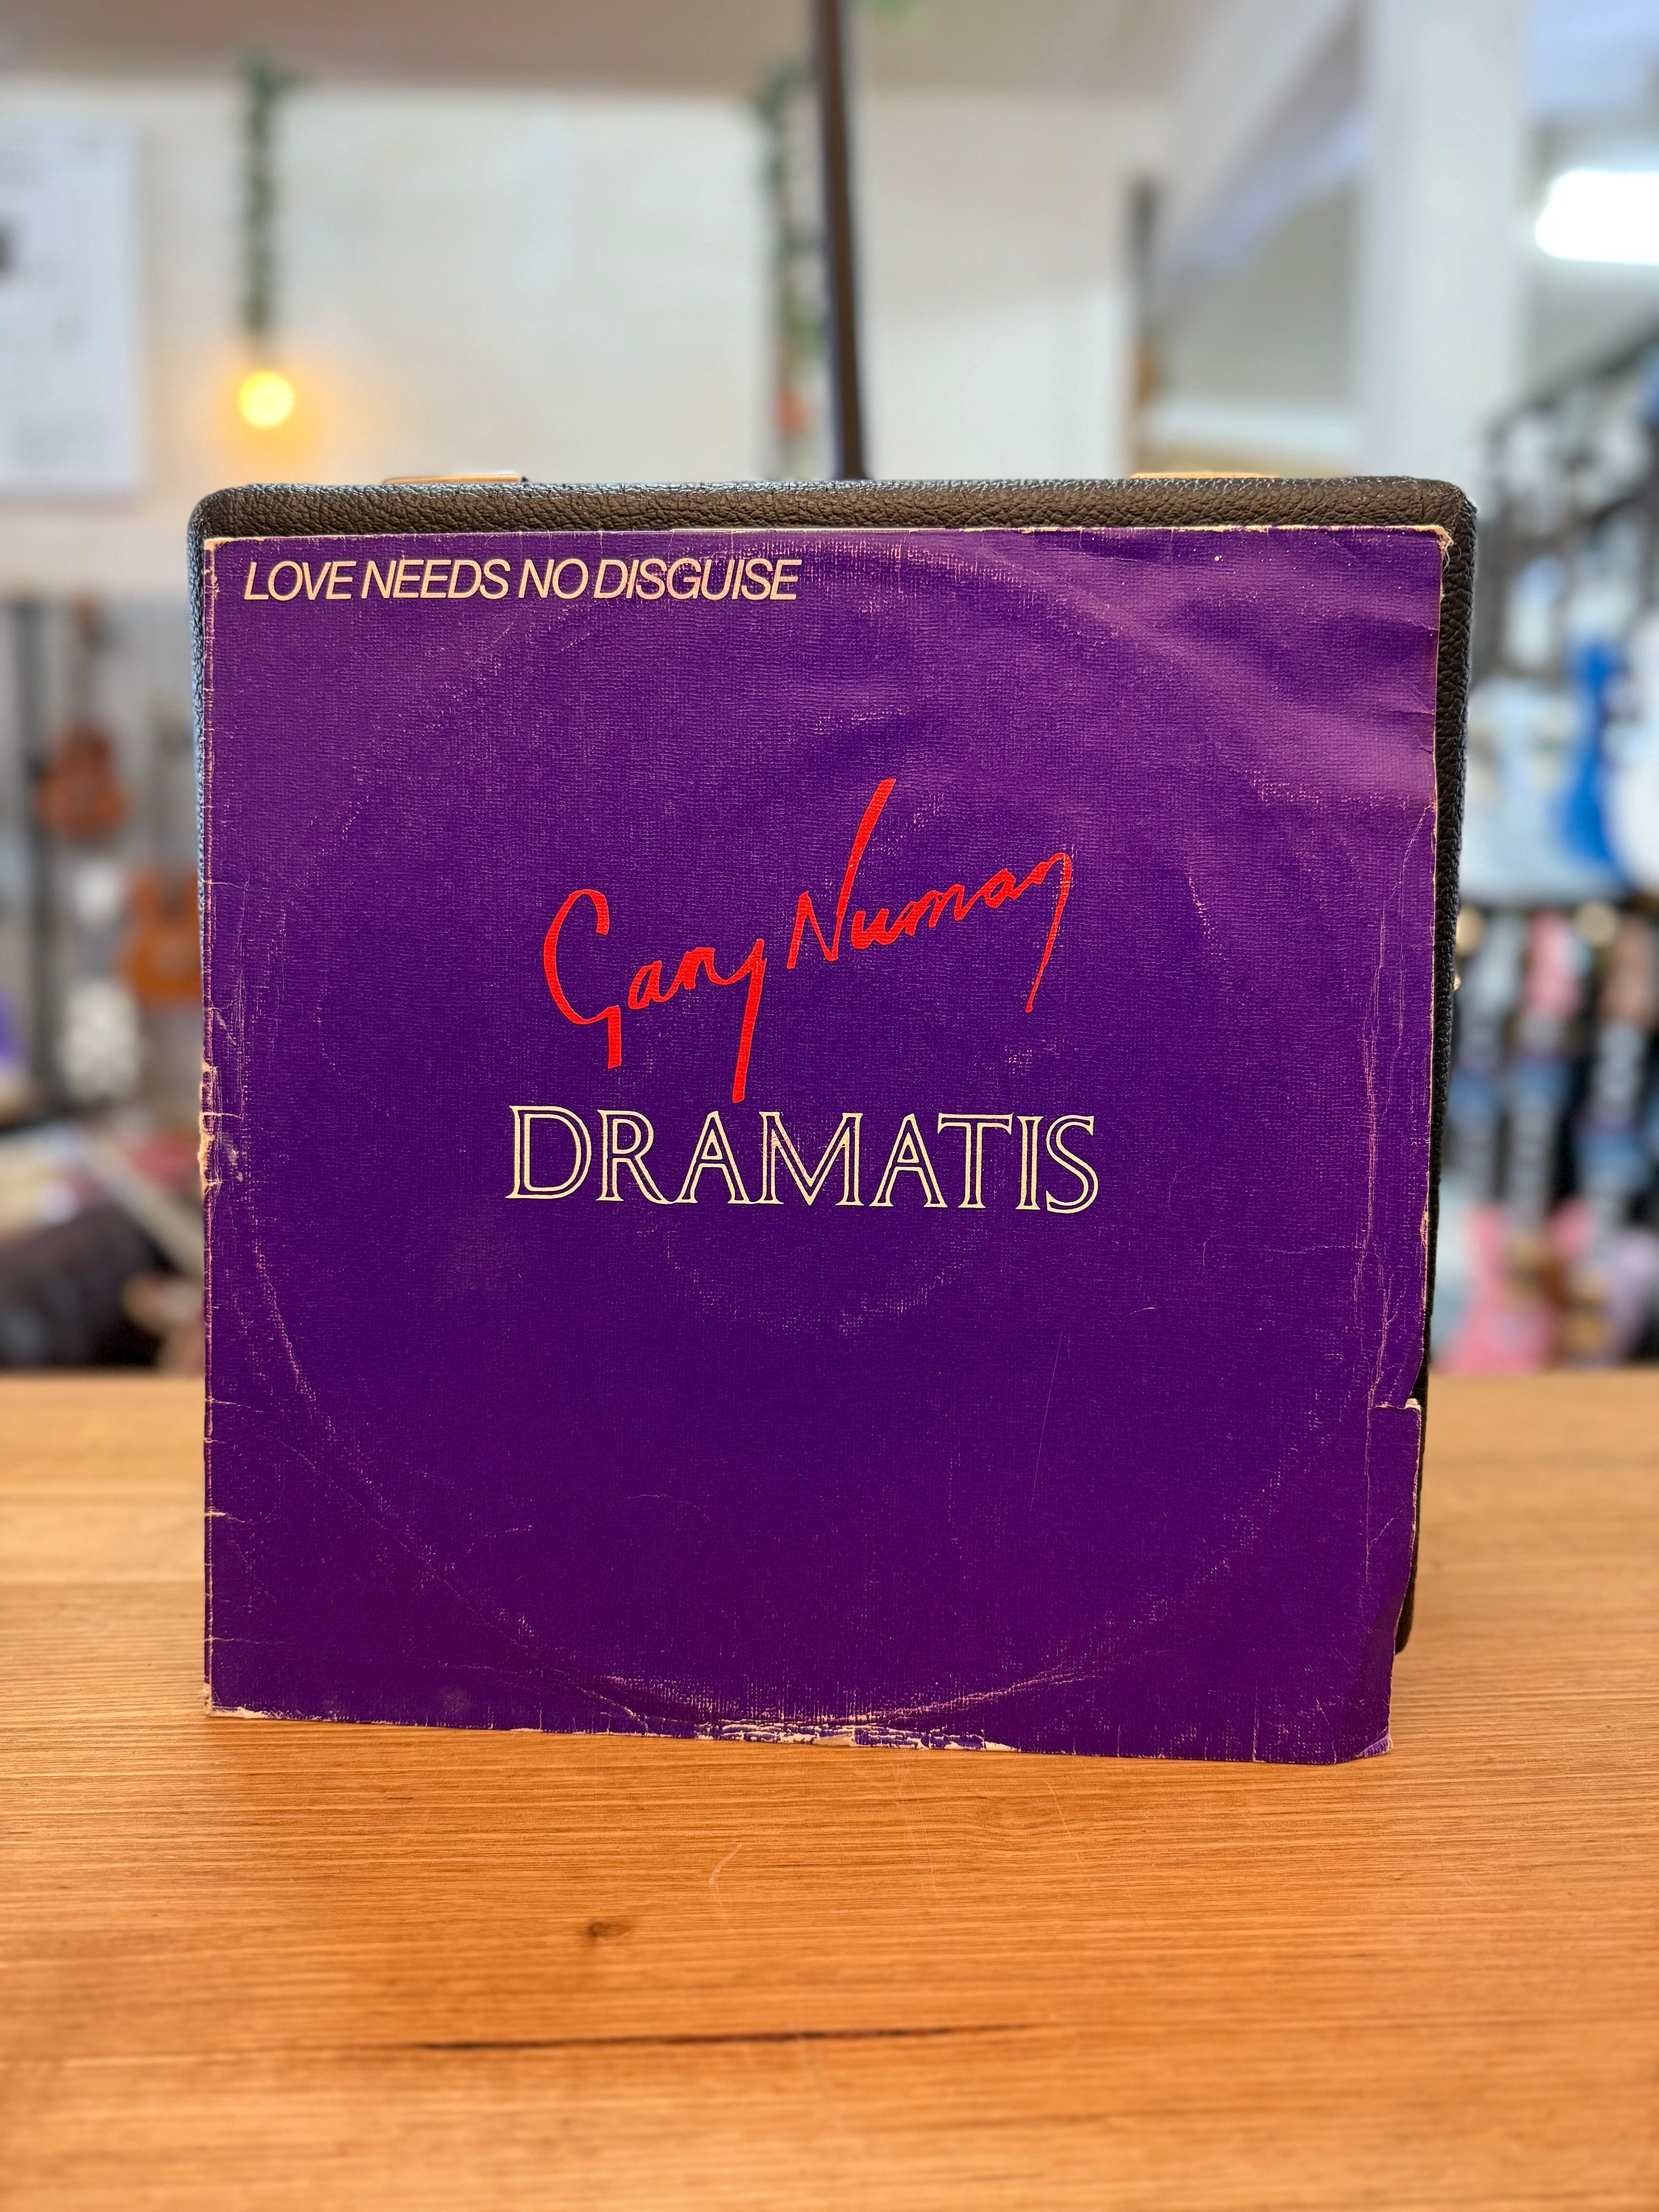 LOVE NEEDS NO DISGUISE
Gary Numan
DRAMATIS